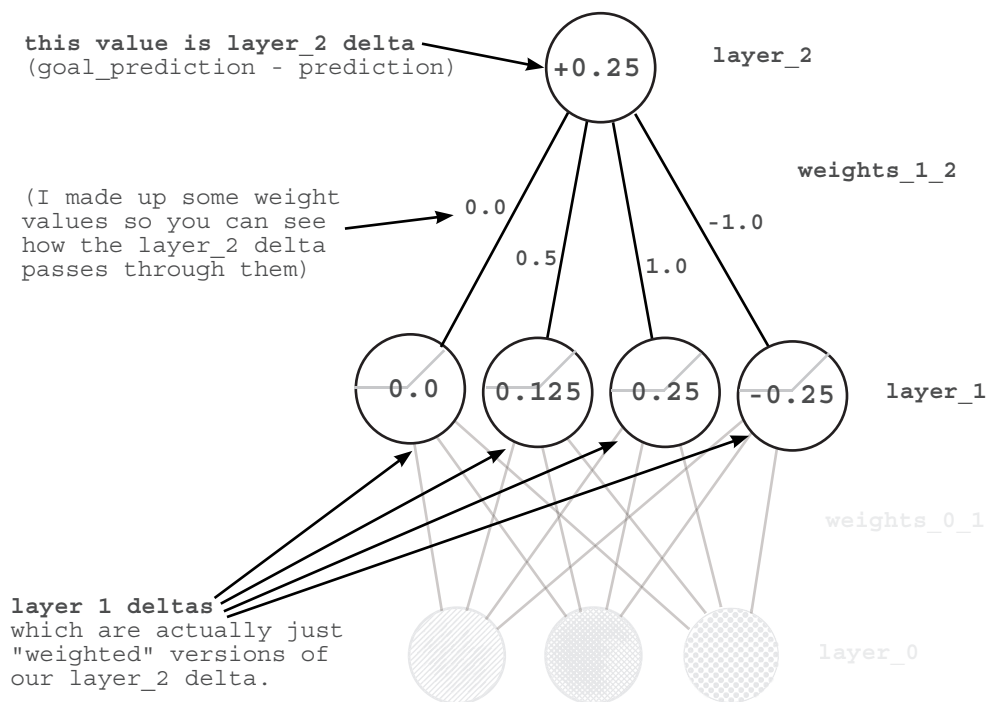 this value is layer_2 delta
(goal_prediction - prediction)
+0.25
layer_2
weights_1_2
(I made up some weight
values so you can see
how the layer_2 delta
passes through them)
0.0
0.5
1.0
-1.0
0.0
0.125
0.25
-0.25
layer_1
weights_0_1
layer 1 deltas
which are actually just
"weighted" versions of
our layer_2 delta.
layer_0